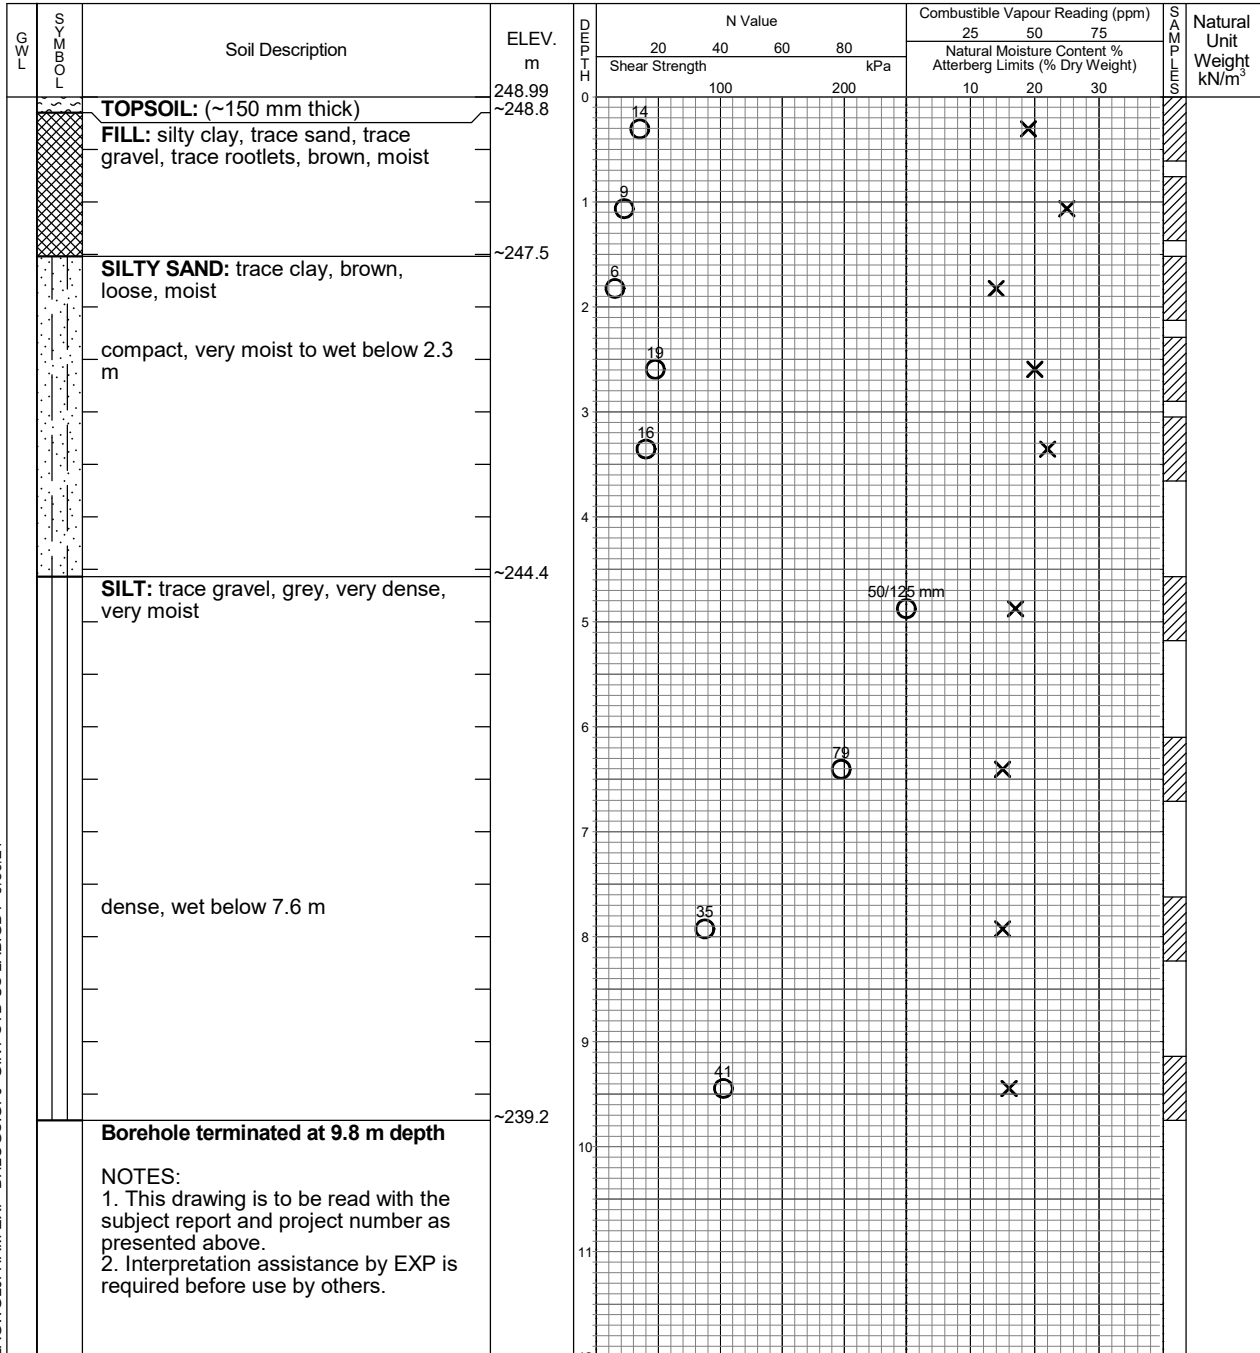 GWL
SYMBOL
Soil Description
ELEV.
m
248.99
DEPTH
N Value
20 40 60 80
Shear Strength kPa
100 200
Combustible Vapour Reading (ppm)
25 50 75
Natural Moisture Content %
Atterberg Limits (% Dry Weight)
10 20 30
SAMPLES
Natural
Unit
Weight
kN/m³
0
TOPSOIL: (~150 mm thick)
~248.8
14
FILL: silty clay, trace sand, trace
gravel, trace rootlets, brown, moist
9
1
~247.5
SILTY SAND: trace clay, brown,
loose, moist
6
2
compact, very moist to wet below 2.3
m
19
3
16
4
~244.4
SILT: trace gravel, grey, very dense,
very moist
50/125 mm
5
6
79
7
dense, wet below 7.6 m
35
8
9
41
~239.2
Borehole terminated at 9.8 m depth
10
NOTES:
1. This drawing is to be read with the
subject report and project number as
presented above.
2. Interpretation assistance by EXP is
required before use by others.
11